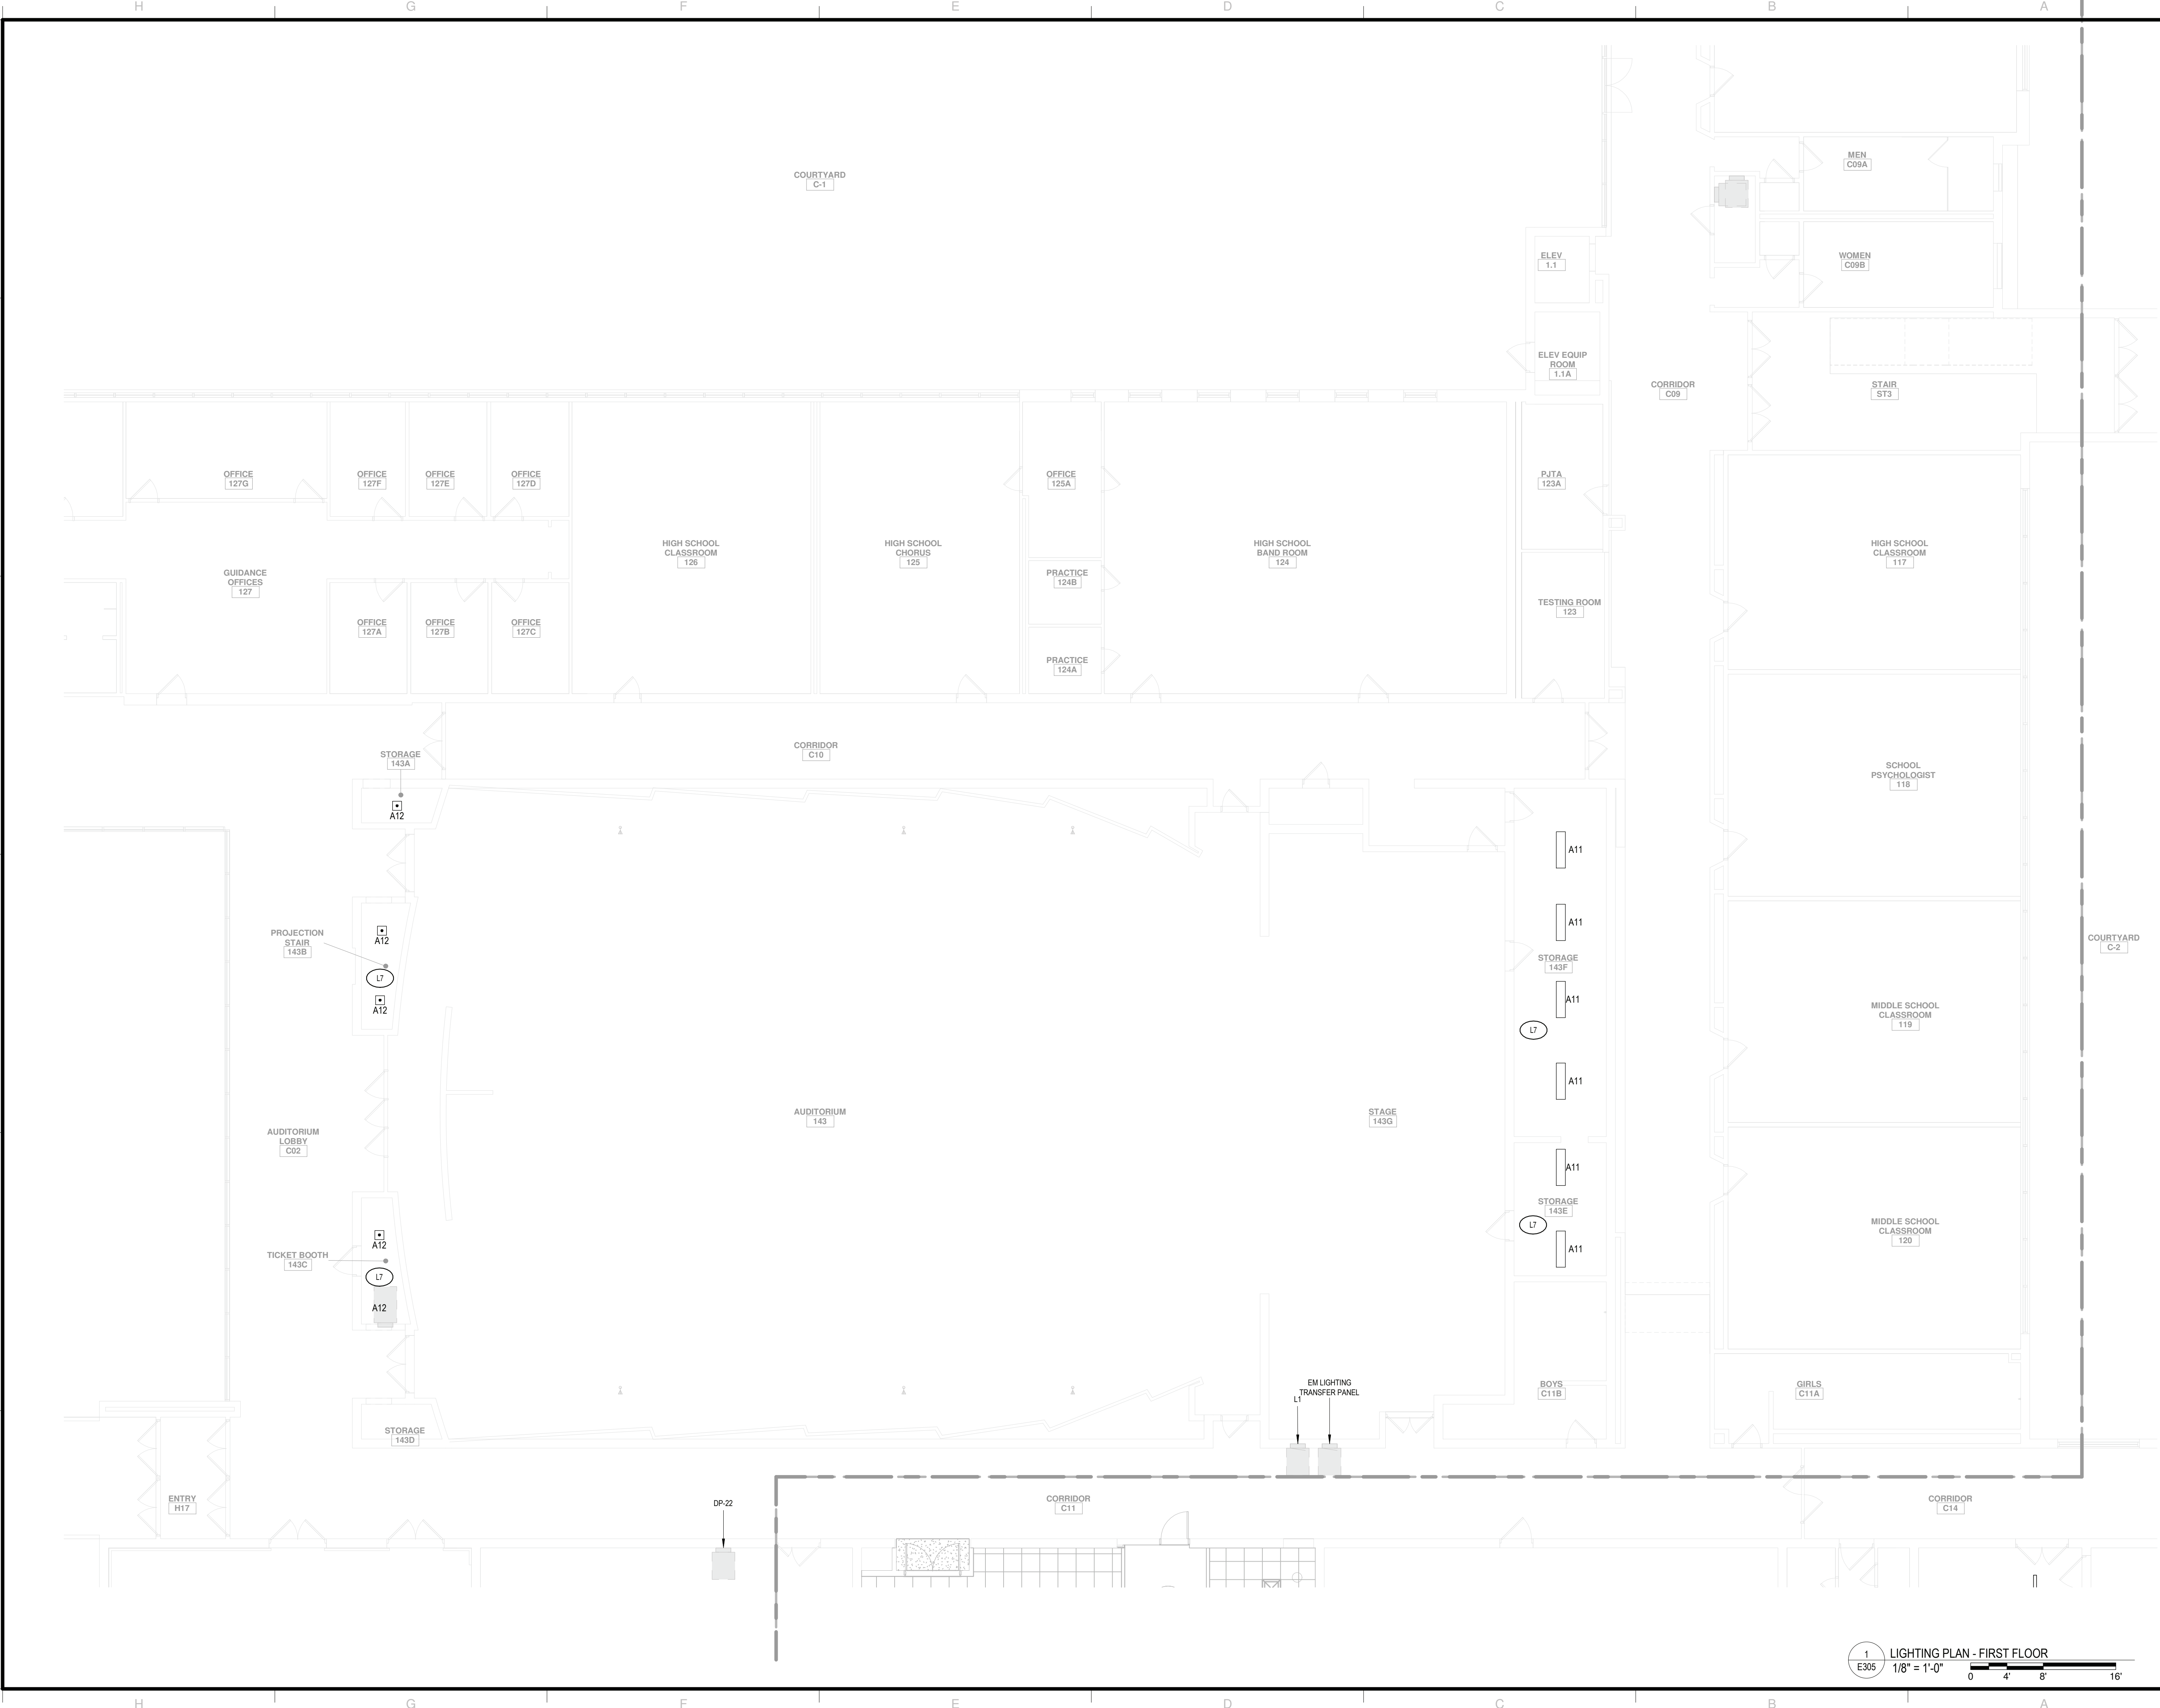 H G F E D C B A
COURTYARD
C-1
MEN
C09A
WOMEN
C09B
ELEV
1.1
ELEV EQUIP
ROOM
1.1A
CORRIDOR
C09
STAIR
ST3
OFFICE
127G
OFFICE
127F
OFFICE
127E
OFFICE
127D
OFFICE
125A
PJTA
123A
HIGH SCHOOL
CLASSROOM
126
HIGH SCHOOL
CHORUS
125
HIGH SCHOOL
BAND ROOM
124
HIGH SCHOOL
CLASSROOM
117
GUIDANCE
OFFICES
127
PRACTICE
124B
TESTING ROOM
123
OFFICE
127A
OFFICE
127B
OFFICE
127C
PRACTICE
124A
CORRIDOR
C10
STORAGE
143A
A12
SCHOOL
PSYCHOLOGIST
118
A11
A11
PROJECTION
STAIR
143B
A12
L7
A12
STORAGE
143F
A11
L7
A11
COURTYARD
C-2
MIDDLE SCHOOL
CLASSROOM
119
AUDITORIUM
LOBBY
C02
AUDITORIUM
143
STAGE
143G
A11
STORAGE
143E
L7
A11
MIDDLE SCHOOL
CLASSROOM
120
A12
TICKET BOOTH
143C
L7
A12
EM LIGHTING
TRANSFER PANEL
L1
BOYS
C11B
GIRLS
C11A
STORAGE
143D
ENTRY
H17
DP-22
CORRIDOR
C11
CORRIDOR
C14
1
E305
LIGHTING PLAN - FIRST FLOOR
1/8" = 1'-0"
0 4' 8' 16'
H G F E D C B A